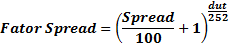 Fator Spread = (Spread/100 + 1)^(dut/252)